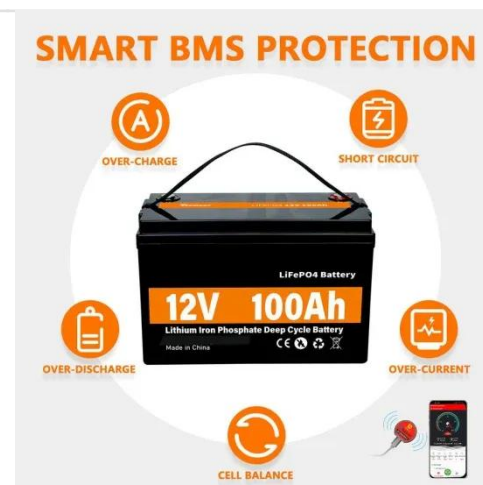 SMART BMS PROTECTION
OVER-CHARGE
SHORT CIRCUIT
LiFePO4 Battery
12V 100Ah
Lithium Iron Phosphate Deep Cycle Battery
Made in China
CE
OVER-DISCHARGE
OVER-CURRENT
CELL BALANCE